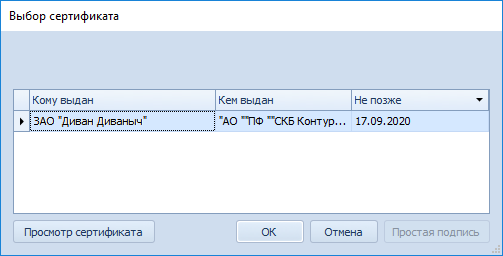 Выбор сертификата
Кому выдан Кем выдан Не позже
ЗАО "Диван Диваныч" "АО ""ПФ ""СКБ Контур... 17.09.2020
Просмотр сертификата ОК Отмена Простая подпись